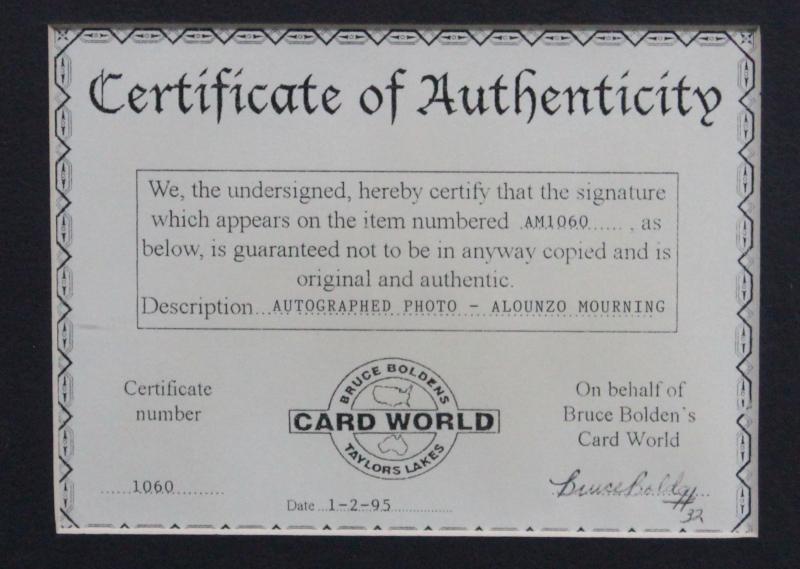 Certificate of Authenticity
We, the undersigned, hereby certify that the signature
which appears on the item numbered AM1060, as
below, is guaranteed not to be in anyway copied and is
original and authentic.
Description AUTOGRAPHED PHOTO - ALOUNZO MOURNING
Certificate
number
1060
BRUCE BOLDENS
CARD WORLD
TAYLORS LAKES
Date 1-2-95
On behalf of
Bruce Bolden's
Card World
Bruce Bolden
#32